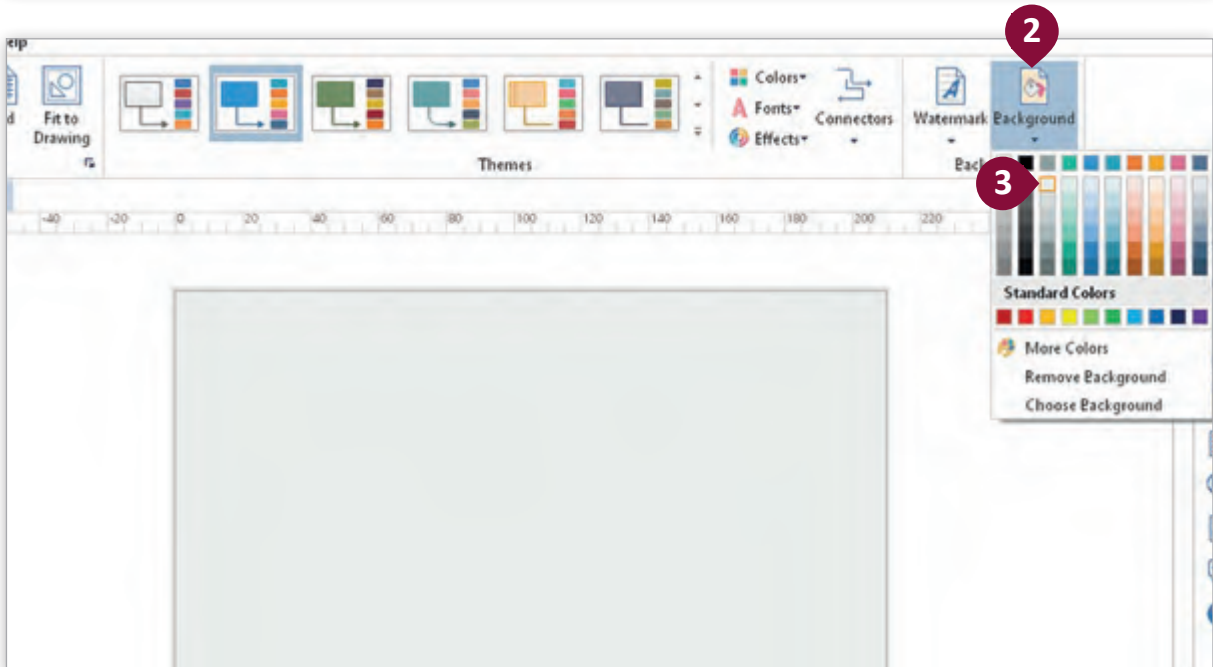 2
elp
d
Fit to
Drawing
Themes
Colors
Fonts
Effects
Connectors
Watermark
Background
Bac
3
-40 -20 0 20 40 60 80 100 120 140 160 180 200 220
Standard Colors
More Colors
Remove Background
Choose Background